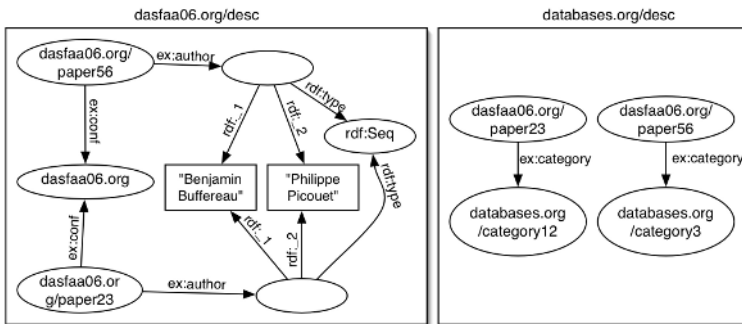 dasfaa06.org/desc
databases.org/desc
dasfaa06.org/
paper56
ex:author
rdf:type
rdf:_1
rdf:_2
rdf:Seq
ex:conf
dasfaa06.org
"Benjamin
Buffereau"
"Philippe
Picouet"
rdf:type
ex:conf
rdf:_1
rdf:_2
dasfaa06.or
g/paper23
ex:author
dasfaa06.org/
paper23
dasfaa06.org/
paper56
ex:category
ex:category
databases.org
/category12
databases.org
/category3